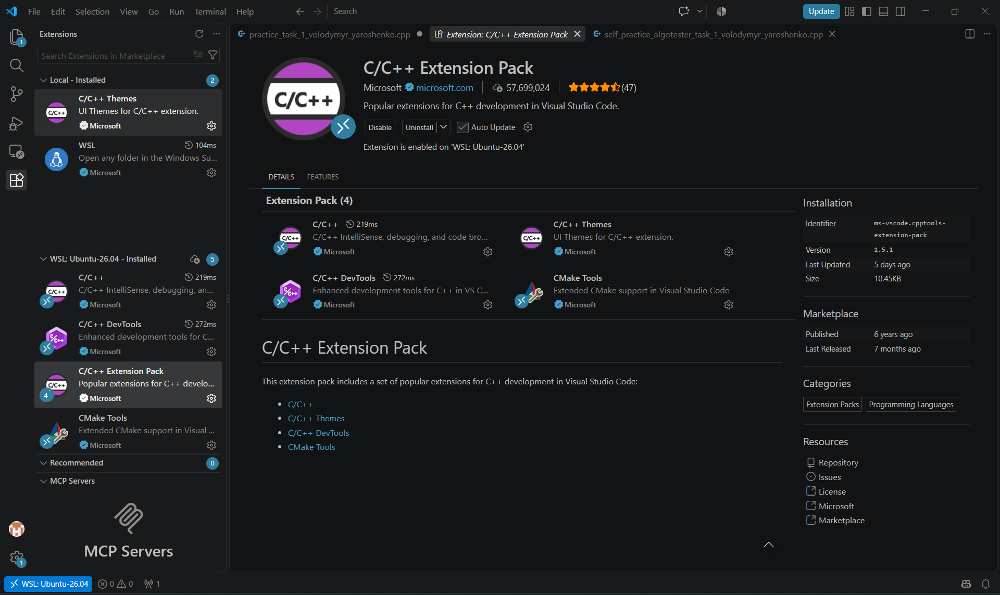 File Edit Selection View Go Run Terminal Help
Search
Update
Extensions
practice_task_1_volodymyr_yaroshenko.cpp
Extension: C/C++ Extension Pack
self_practice_algotester_task_1_volodymyr_yaroshenko.cpp
1
Search Extensions in Marketplace
Local - Installed 2
C/C++ Themes
UI Themes for C/C++ extension.
Microsoft
WSL 104ms
Open any folder in the Windows Su...
Microsoft
WSL: Ubuntu-26.04 - Installed 5
C/C++ 219ms
C/C++ IntelliSense, debugging, an...
Microsoft
C/C++ DevTools 272ms
Enhanced development tools for C...
Microsoft
C/C++ Extension Pack
Popular extensions for C++ develo...
4
Microsoft
CMake Tools
Extended CMake support in Visual ...
Microsoft
Recommended 0
MCP Servers
MCP Servers
1
C/C++
C/C++ Extension Pack
Microsoft microsoft.com 57,699,024 (47)
Popular extensions for C++ development in Visual Studio Code.
Disable Uninstall Auto Update
Extension is enabled on 'WSL: Ubuntu-26.04'
DETAILS FEATURES
Extension Pack (4)
C/C++ 219ms
C/C++ IntelliSense, debugging, and code bro...
Microsoft
C/C++ Themes
UI Themes for C/C++ extension.
Microsoft
C/C++ DevTools 272ms
Enhanced development tools for C++ in VS C...
Microsoft
CMake Tools
Extended CMake support in Visual Studio Code
Microsoft
C/C++ Extension Pack
This extension pack includes a set of popular extensions for C++ development in Visual Studio Code:
C/C++
C/C++ Themes
C/C++ DevTools
CMake Tools
Installation
Identifier ms-vscode.cpptools-
extension-pack
Version 1.5.1
Last Updated 5 days ago
Size 10.45KB
Marketplace
Published 6 years ago
Last Released 7 months ago
Categories
Extension Packs Programming Languages
Resources
Repository
Issues
License
Microsoft
Marketplace
WSL: Ubuntu-26.04 0 0 1